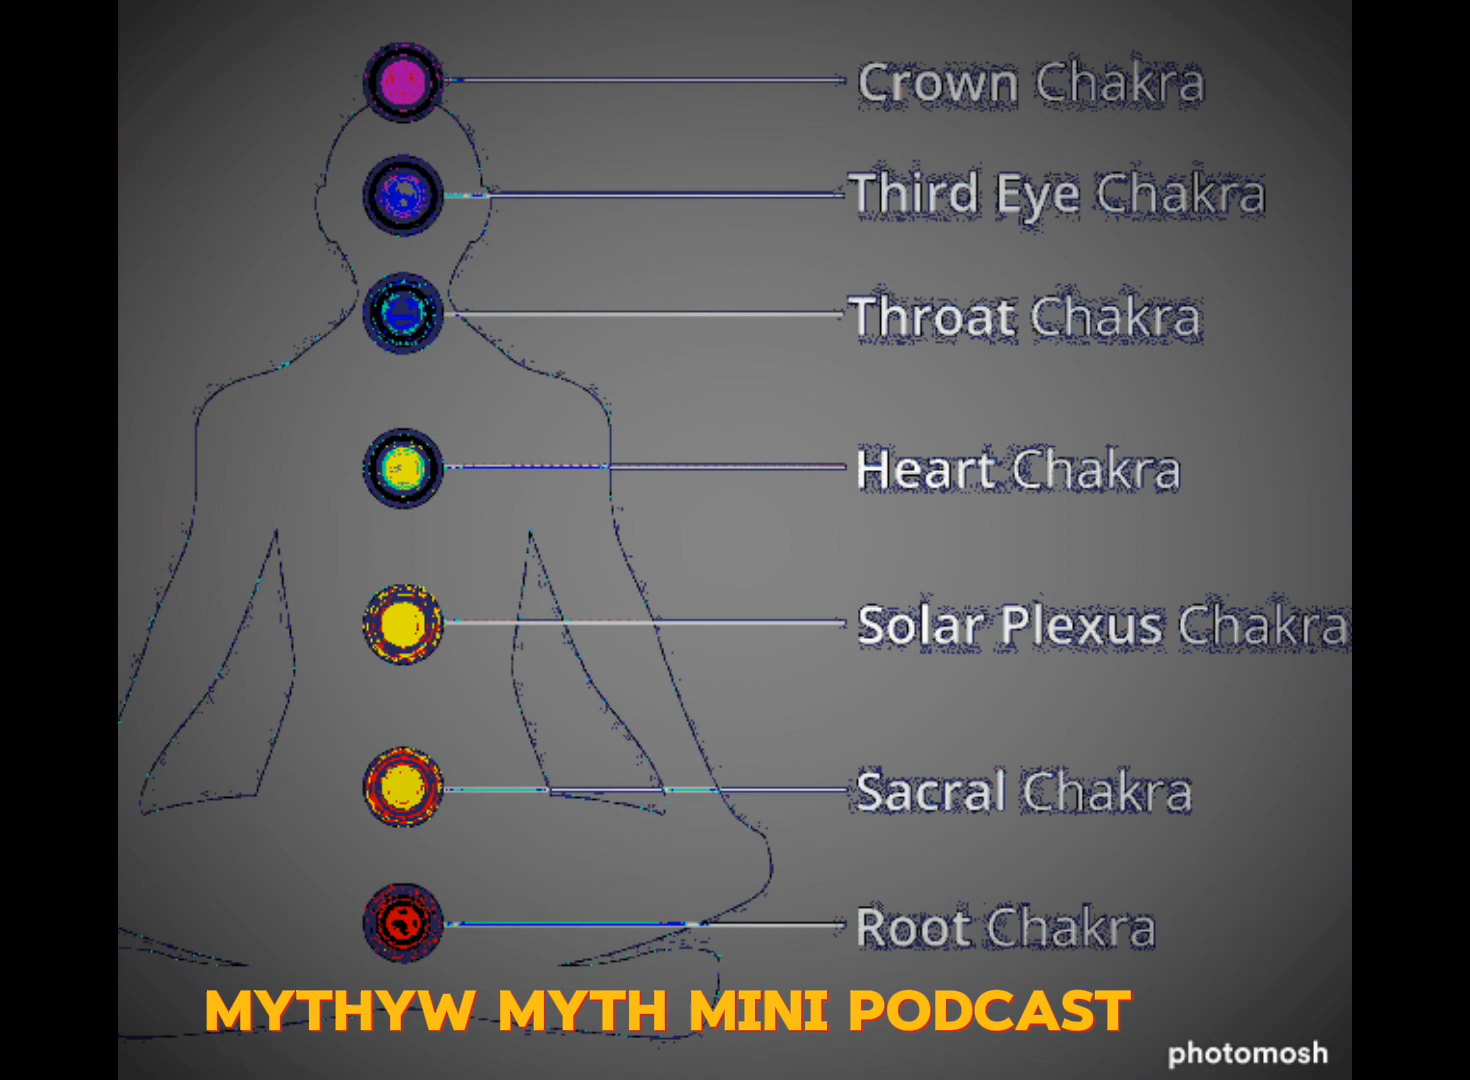 Crown Chakra
Third Eye Chakra
Throat Chakra
Heart Chakra
Solar Plexus Chakra
Sacral Chakra
Root Chakra
MYTHYW MYTH MINI PODCAST
photomosh